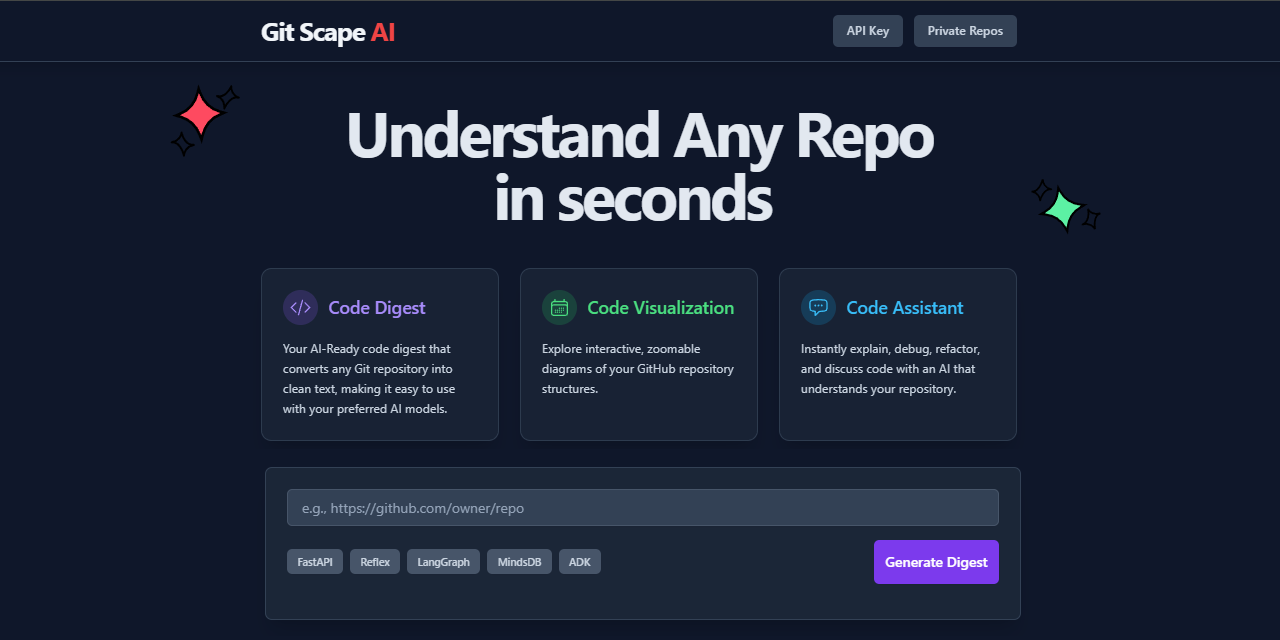 Git Scape AI
API Key
Private Repos
Understand Any Repo
in seconds
Code Digest
Your AI-Ready code digest that
converts any Git repository into
clean text, making it easy to use
with your preferred AI models.
Code Visualization
Explore interactive, zoomable
diagrams of your GitHub repository
structures.
Code Assistant
Instantly explain, debug, refactor,
and discuss code with an AI that
understands your repository.
e.g., https://github.com/owner/repo
FastAPI
Reflex
LangGraph
MindsDB
ADK
Generate Digest